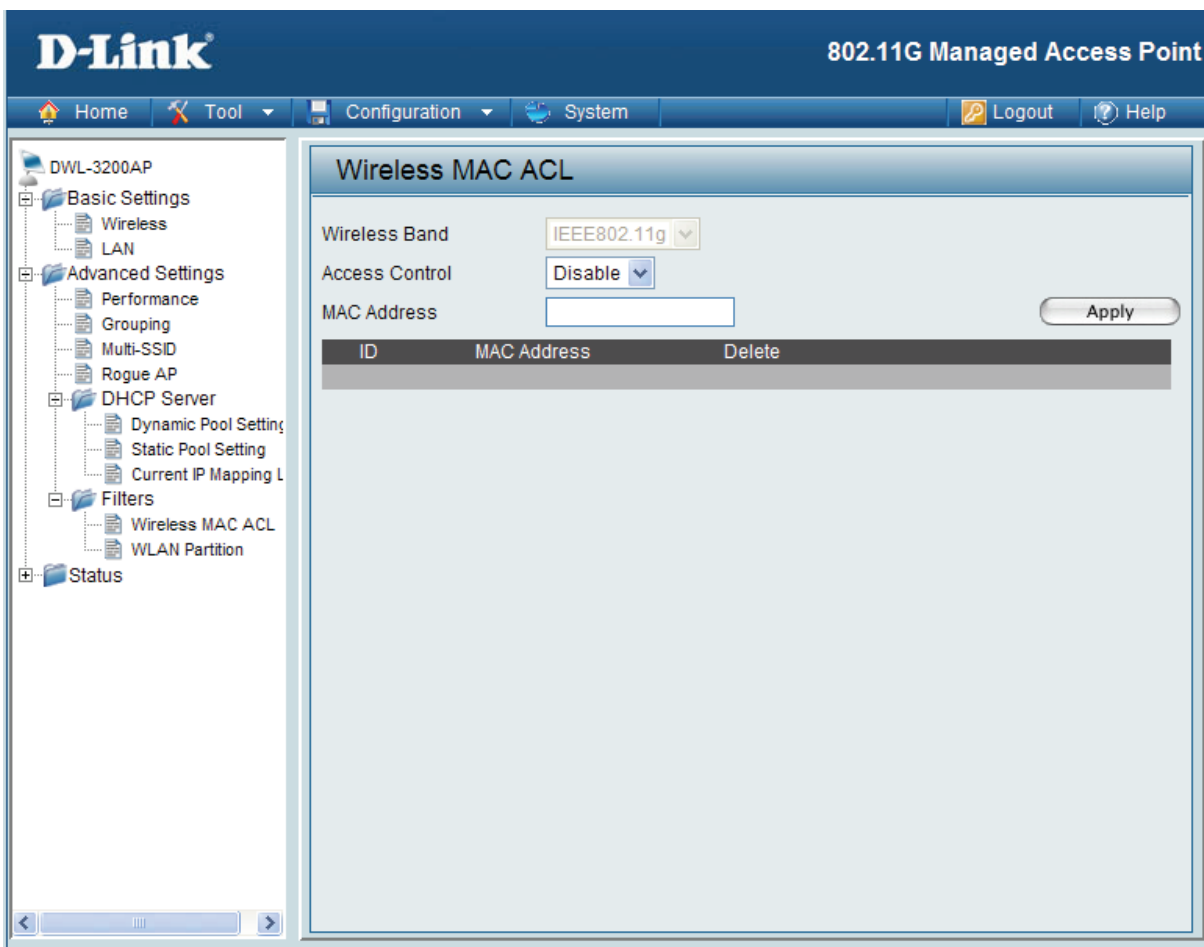 D-Link®
802.11G Managed Access Point
Home Tool Configuration System Logout Help
DWL-3200AP
Basic Settings
Wireless
LAN
Advanced Settings
Performance
Grouping
Multi-SSID
Rogue AP
DHCP Server
Dynamic Pool Setting
Static Pool Setting
Current IP Mapping L
Filters
Wireless MAC ACL
WLAN Partition
Status
Wireless MAC ACL
Wireless Band IEEE802.11g
Access Control Disable
MAC Address Apply
ID MAC Address Delete